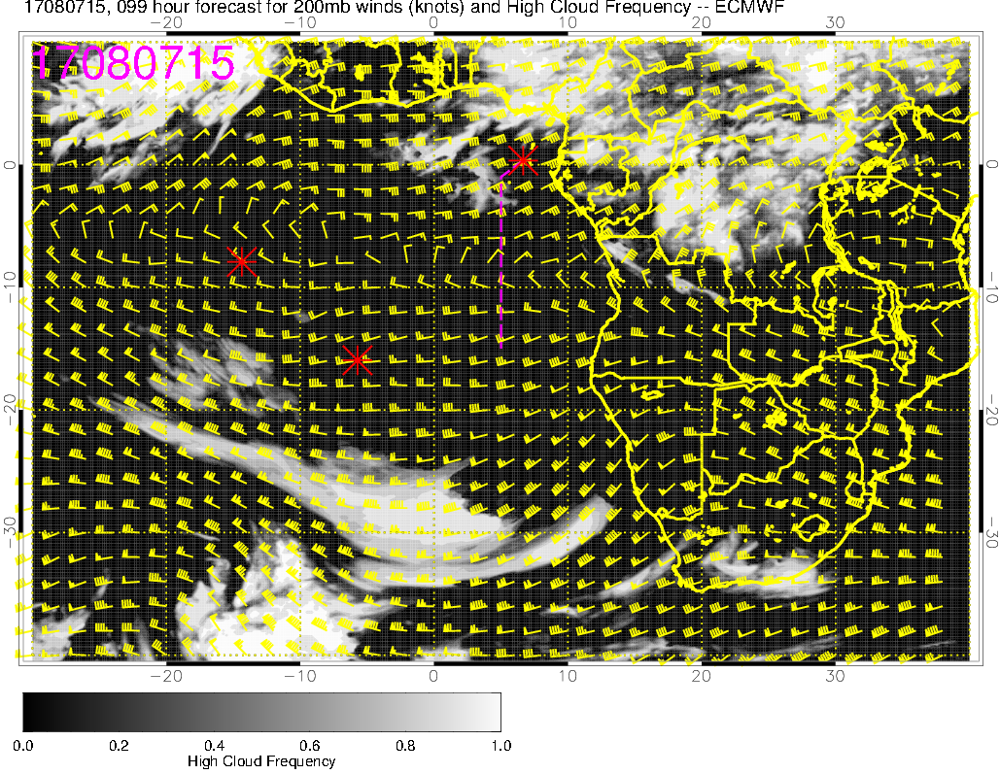 17080715, 099 hour forecast for 200mb winds (knots) and High Cloud Frequency -- ECMWF
−20 −10 0 10 20 30
17080715
0 0
−10 −10
−20 −20
−30 −30
−20 −10 0 10 20 30
0.0 0.2 0.4 0.6 0.8 1.0
High Cloud Frequency